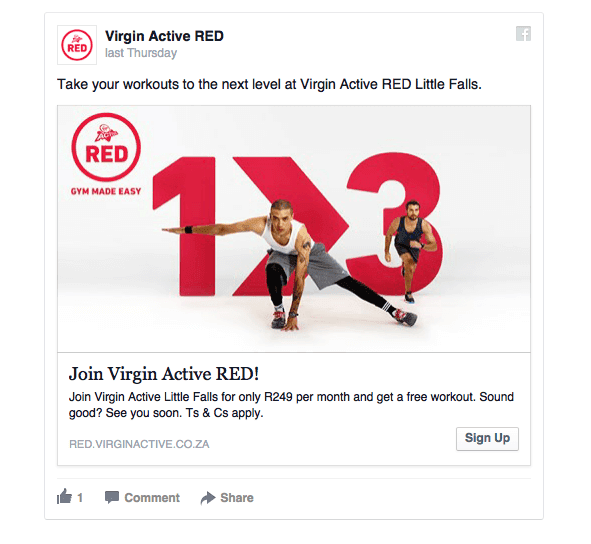 RED
Virgin Active RED
last Thursday
Take your workouts to the next level at Virgin Active RED Little Falls.
RED
GYM MADE EASY
1>3
Join Virgin Active RED!
Join Virgin Active Little Falls for only R249 per month and get a free workout. Sound
good? See you soon. Ts & Cs apply.
RED.VIRGINACTIVE.CO.ZA
Sign Up
1 Comment Share